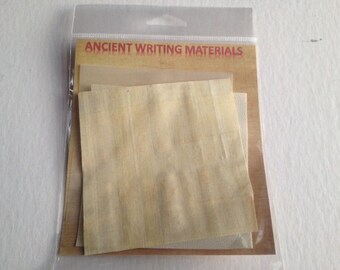 ANCIENT WRITING MATERIALS